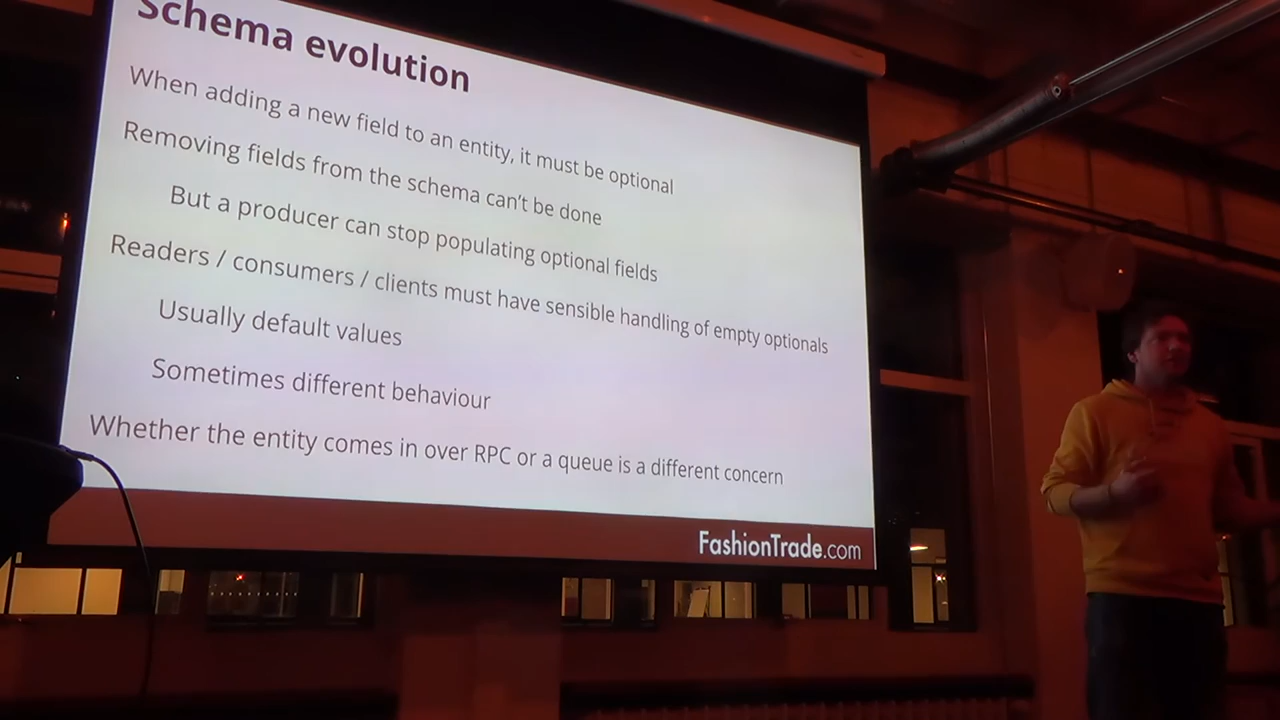 Schema evolution
When adding a new field to an entity, it must be optional
Removing fields from the schema can't be done
But a producer can stop populating optional fields
Readers / consumers / clients must have sensible handling of empty optionals
Usually default values
Sometimes different behaviour
Whether the entity comes in over RPC or a queue is a different concern
FashionTrade.com